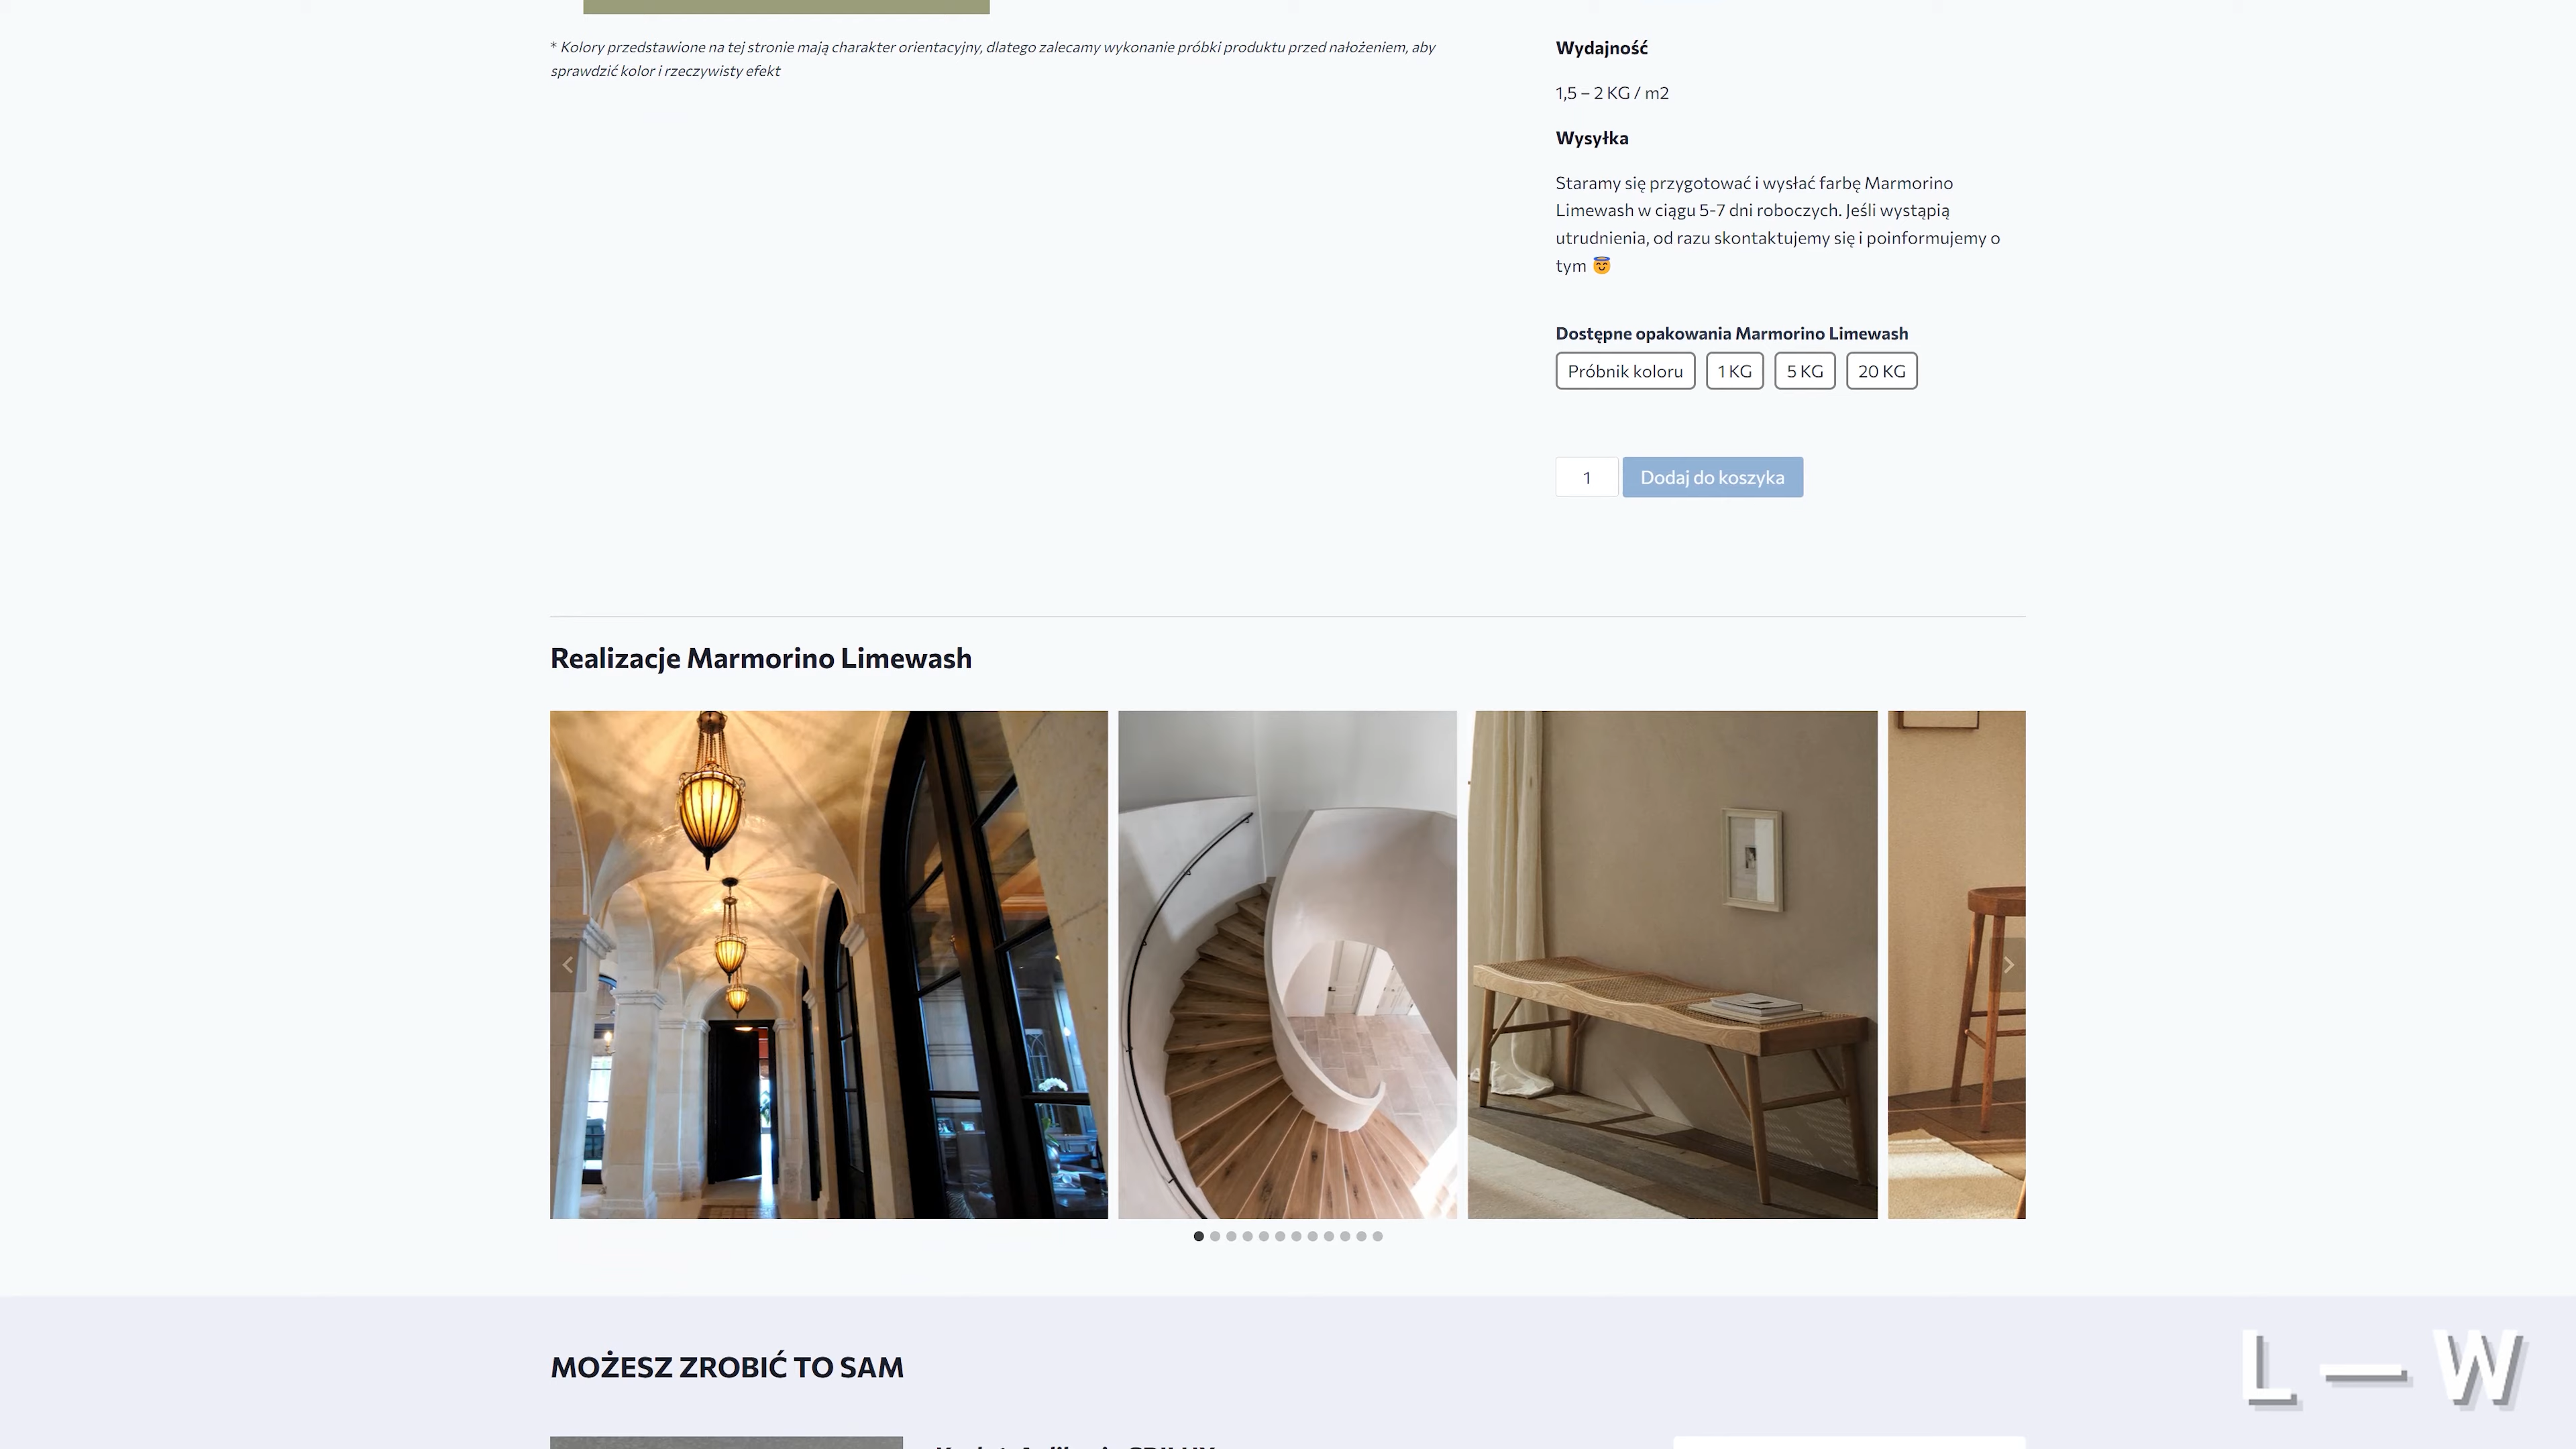 * Kolory przedstawione na tej stronie mają charakter orientacyjny, dlatego zalecamy wykonanie próbki produktu przed nałożeniem, aby
sprawdzić kolor i rzeczywisty efekt
Wydajność
1,5 – 2 KG / m2
Wysyłka
Staramy się przygotować i wysłać farbę Marmorino
Limewash w ciągu 5-7 dni roboczych. Jeśli wystąpią
utrudnienia, od razu skontaktujemy się i poinformujemy o
tym 😇
Dostępne opakowania Marmorino Limewash
Próbnik koloru 1 KG 5 KG 20 KG
1 Dodaj do koszyka
Realizacje Marmorino Limewash
MOŻESZ ZROBIĆ TO SAM
L — W